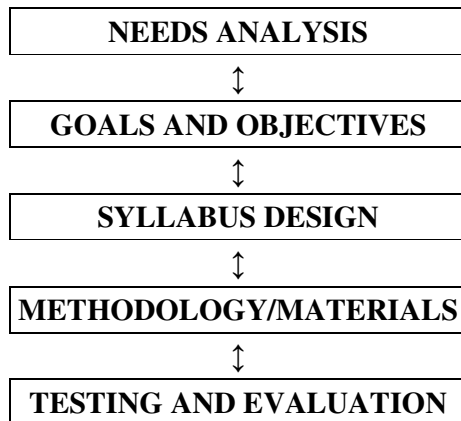 NEEDS ANALYSIS
↕
GOALS AND OBJECTIVES
↕
SYLLABUS DESIGN
↕
METHODOLOGY/MATERIALS
↕
TESTING AND EVALUATION